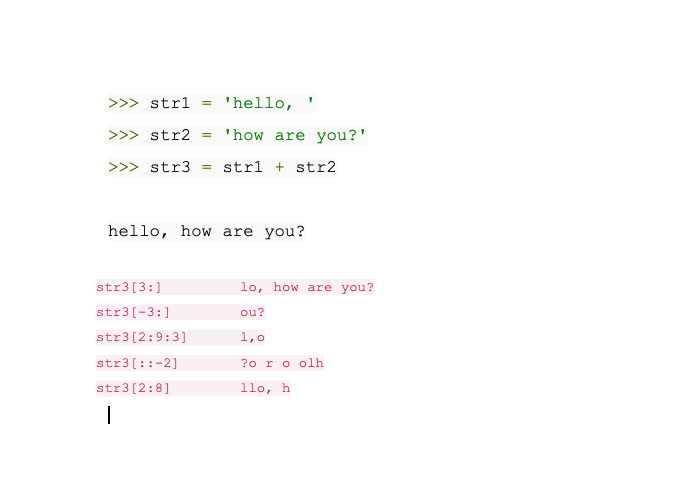 >>> str1 = 'hello, '
>>> str2 = 'how are you?'
>>> str3 = str1 + str2
hello, how are you?
str3[3:] lo, how are you?
str3[-3:] ou?
str3[2:9:3] l,o
str3[::-2] ?o r o olh
str3[2:8] llo, h